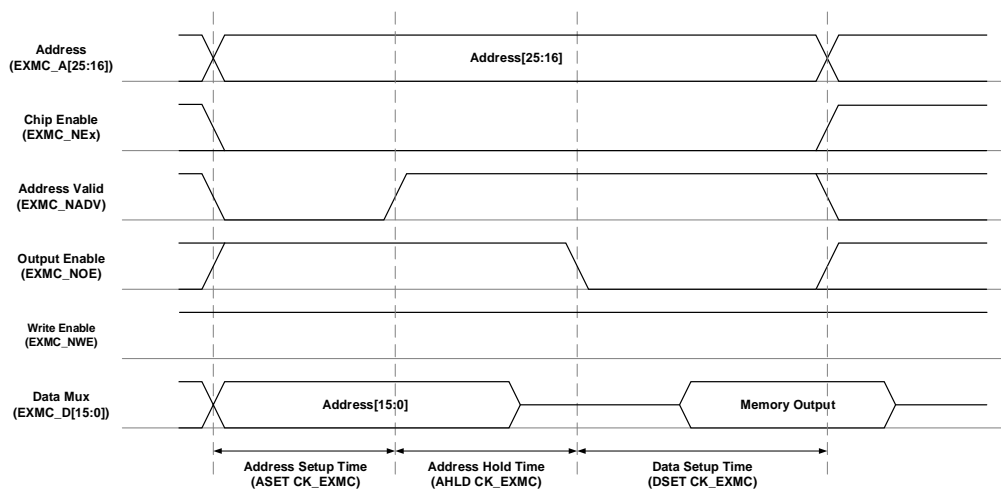 Address
(EXMC_A[25:16])
Address[25:16]
Chip Enable
(EXMC_NEx)
Address Valid
(EXMC_NADV)
Output Enable
(EXMC_NOE)
Write Enable
(EXMC_NWE)
Data Mux
(EXMC_D[15:0])
Address[15:0]
Memory Output
Address Setup Time
(ASET CK_EXMC)
Address Hold Time
(AHLD CK_EXMC)
Data Setup Time
(DSET CK_EXMC)